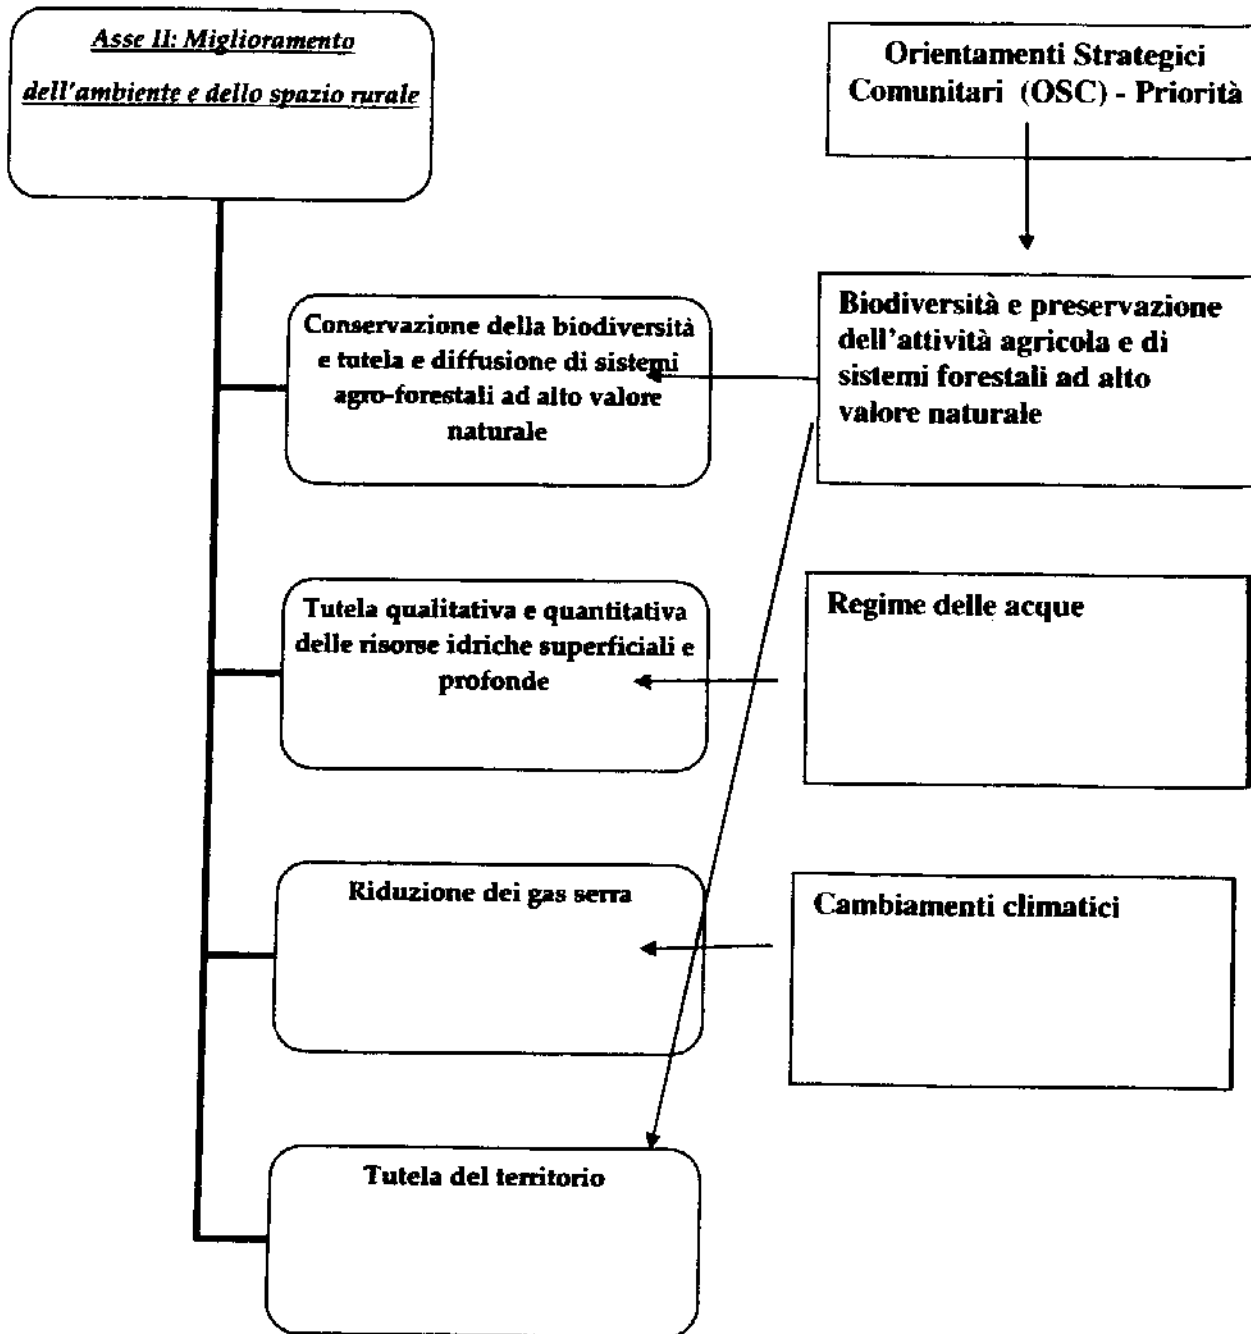 Asse II: Miglioramento
dell'ambiente e dello spazio rurale
Orientamenti Strategici
Comunitari (OSC) - Priorità
Conservazione della biodiversità
e tutela e diffusione di sistemi
agro-forestali ad alto valore
naturale
Biodiversità e preservazione
dell'attività agricola e di
sistemi forestali ad alto
valore naturale
Tutela qualitativa e quantitativa
delle risorse idriche superficiali e
profonde
Regime delle acque
Riduzione dei gas serra
Cambiamenti climatici
Tutela del territorio